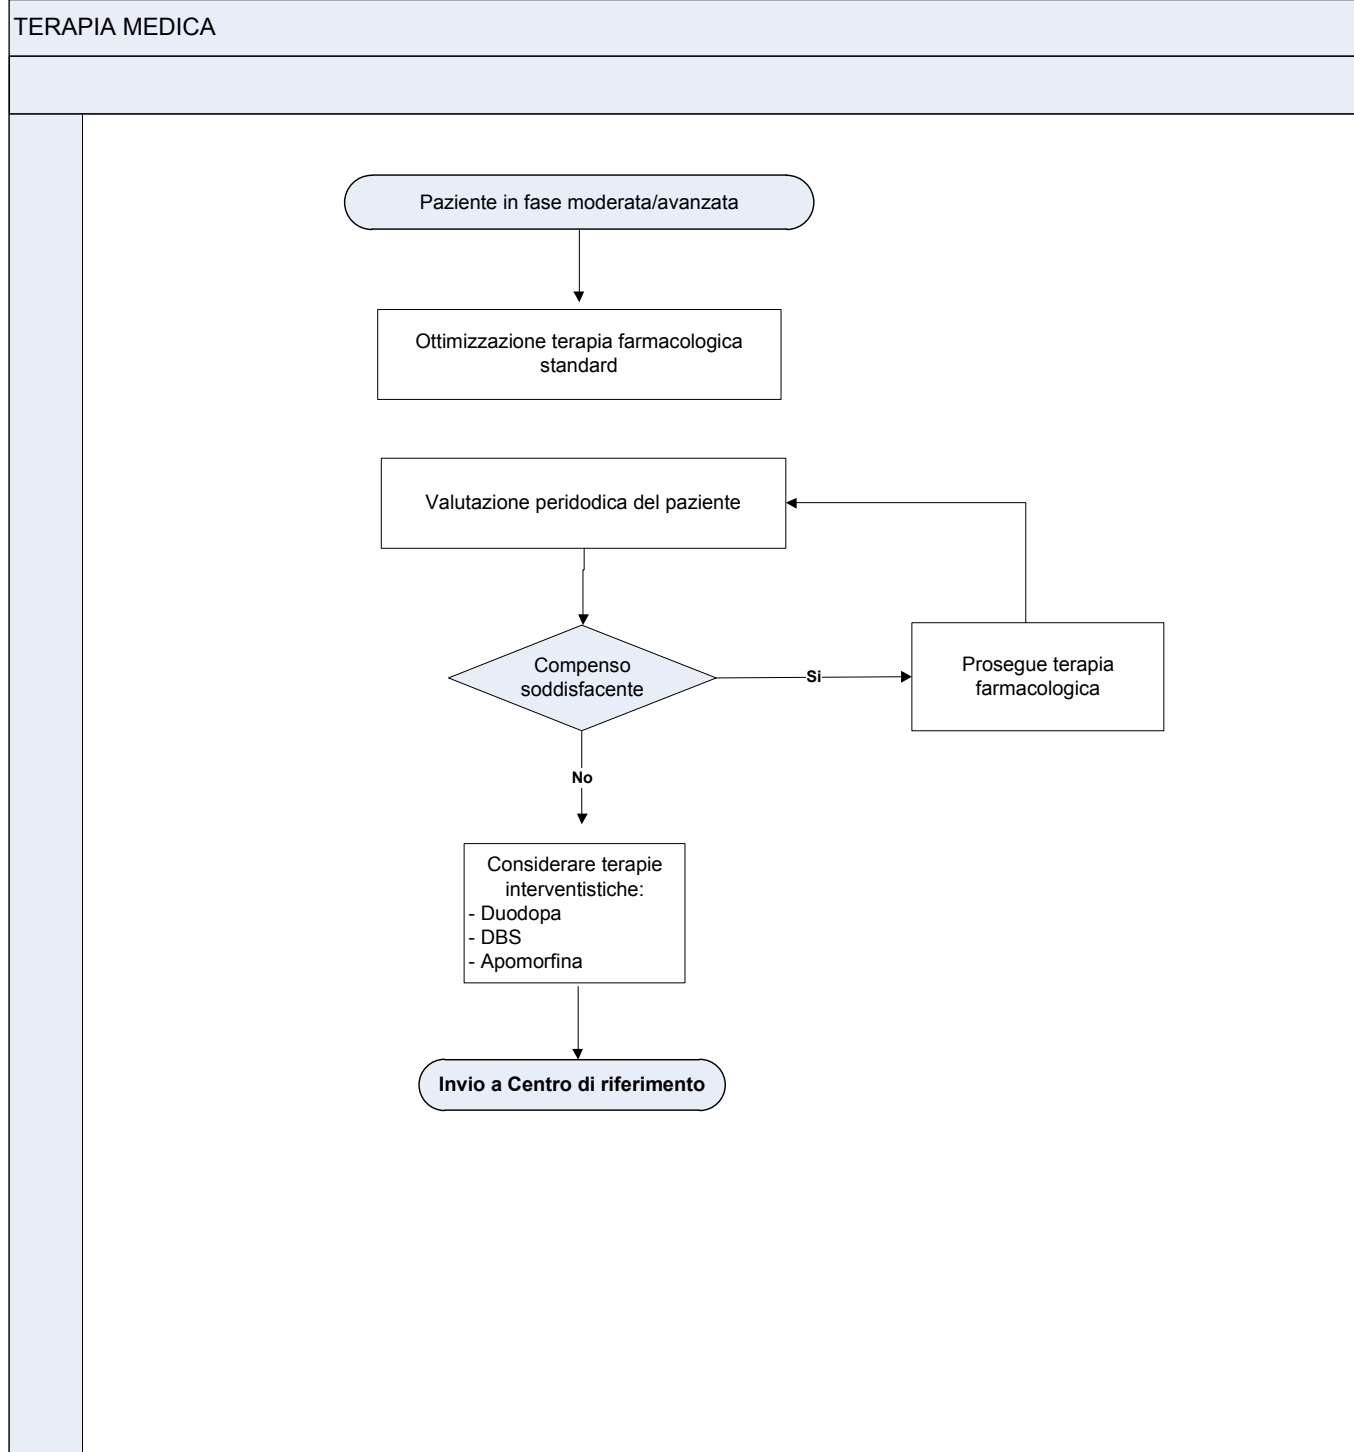 TERAPIA MEDICA
Paziente in fase moderata/avanzata
Ottimizzazione terapia farmacologica
standard
Valutazione peridodica del paziente
Compenso
soddisfacente
Si
Prosegue terapia
farmacologica
No
Considerare terapie
interventistiche:
- Duodopa
- DBS
- Apomorfina
Invio a Centro di riferimento